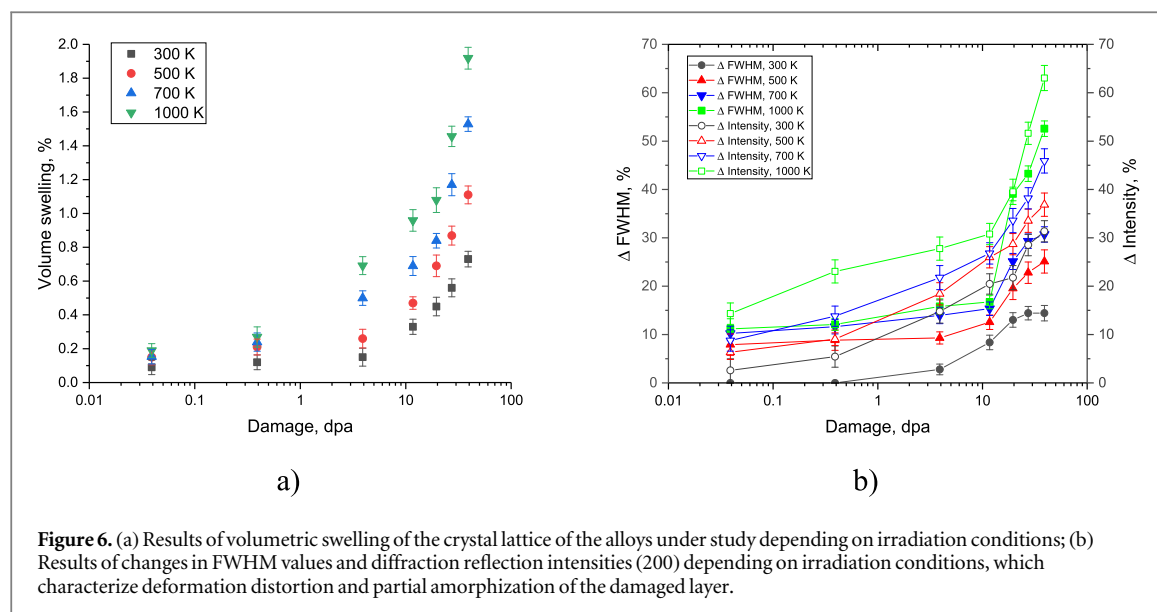 2.0
1.8
1.6
1.4
1.2
1.0
0.8
0.6
0.4
0.2
0.0
Volume swelling, %
300 K
500 K
700 K
1000 K
0.01 0.1 1 10 100
Damage, dpa
a)
70
60
50
40
30
20
10
0
Δ FWHM, %
Δ FWHM, 300 K
Δ FWHM, 500 K
Δ FWHM, 700 K
Δ FWHM, 1000 K
Δ Intensity, 300 K
Δ Intensity, 500 K
Δ Intensity, 700 K
Δ Intensity, 1000 K
70
60
50
40
30
20
10
0
Δ Intensity, %
0.01 0.1 1 10 100
Damage, dpa
b)
Figure 6. (a) Results of volumetric swelling of the crystal lattice of the alloys under study depending on irradiation conditions; (b)
Results of changes in FWHM values and diffraction reflection intensities (200) depending on irradiation conditions, which
characterize deformation distortion and partial amorphization of the damaged layer.